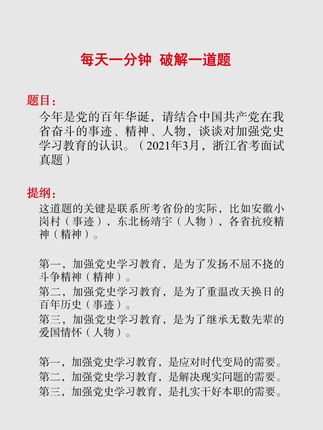 每天一分钟 破解一道题
题目：
今年是党的百年华诞，请结合中国共产党在我
省奋斗的事迹、精神、人物，谈谈对加强党史
学习教育的认识。（2021年3月，浙江省考面试
真题）
提纲：
这道题的关键是联系所考省份的实际，比如安徽小
岗村（事迹），东北杨靖宇（人物），各省抗疫精
神（精神）。
第一，加强党史学习教育，是为了发扬不屈不挠的
斗争精神（精神）。
第二，加强党史学习教育，是为了重温改天换日的
百年历史（事迹）。
第三，加强党史学习教育，是为了继承无数先辈的
爱国情怀（人物）。
第一，加强党史学习教育，是应对时代变局的需要。
第二，加强党史学习教育，是解决现实问题的需要。
第三，加强党史学习教育，是扎实干好本职的需要。